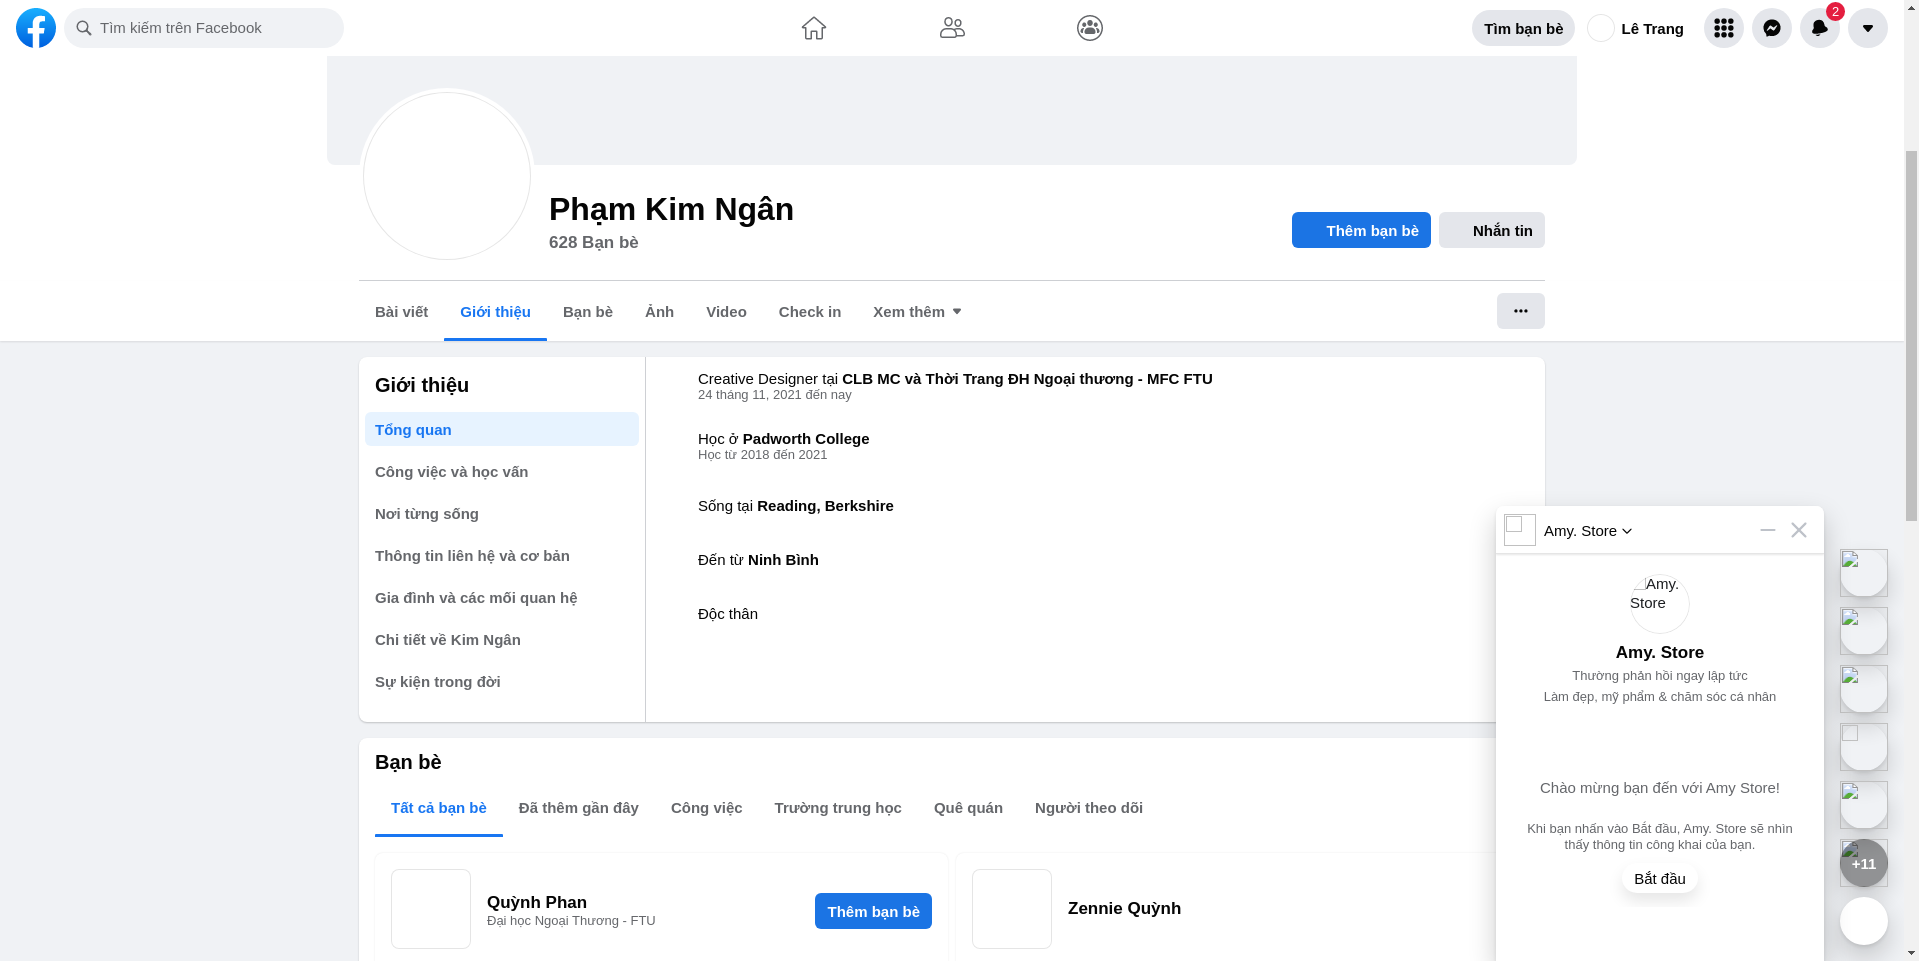 Tìm kiếm trên Facebook
Tìm bạn bè
Lê Trang
2
Phạm Kim Ngân
628 Bạn bè
Thêm bạn bè
Nhắn tin
Bài viết
Giới thiệu
Bạn bè
Ảnh
Video
Check in
Xem thêm
Giới thiệu
Tổng quan
Công việc và học vấn
Nơi từng sống
Thông tin liên hệ và cơ bản
Gia đình và các mối quan hệ
Chi tiết về Kim Ngân
Sự kiện trong đời
Creative Designer tại CLB MC và Thời Trang ĐH Ngoại thương - MFC FTU
24 tháng 11, 2021 đến nay
Học ở Padworth College
Học từ 2018 đến 2021
Sống tại Reading, Berkshire
Đến từ Ninh Bình
Độc thân
Bạn bè
Tất cả bạn bè
Đã thêm gần đây
Công việc
Trường trung học
Quê quán
Người theo dõi
Quỳnh Phan
Đại học Ngoại Thương - FTU
Thêm bạn bè
Zennie Quỳnh
Amy. Store
Amy.
Store
Amy. Store
Thường phản hồi ngay lập tức
Làm đẹp, mỹ phẩm & chăm sóc cá nhân
Chào mừng bạn đến với Amy Store!
Khi bạn nhấn vào Bắt đầu, Amy. Store sẽ nhìn
thấy thông tin công khai của bạn.
Bắt đầu
+11